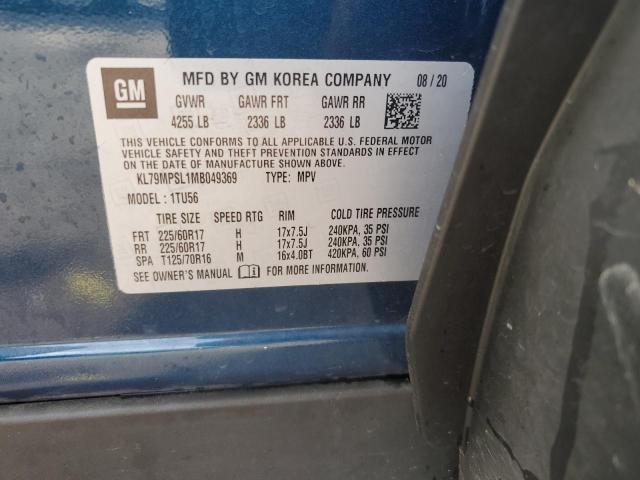 GM MFD BY GM KOREA COMPANY 08/20
GVWR GAWR FRT GAWR RR
4255 LB 2336 LB 2336 LB
THIS VEHICLE CONFORMS TO ALL APPLICABLE U.S. FEDERAL MOTOR
VEHICLE SAFETY AND THEFT PREVENTION STANDARDS IN EFFECT
ON THE DATE OF MANUFACTURE SHOWN ABOVE.
KL79MPSL1MB049369 TYPE: MPV
MODEL: 1TU56
TIRE SIZE SPEED RTG RIM COLD TIRE PRESSURE
FRT 225/60R17 H 17x7.5J 240KPA, 35 PSI
RR 225/60R17 H 17x7.5J 240KPA, 35 PSI
SPA T125/70R16 M 16x4.0BT 420KPA, 60 PSI
SEE OWNER'S MANUAL FOR MORE INFORMATION.